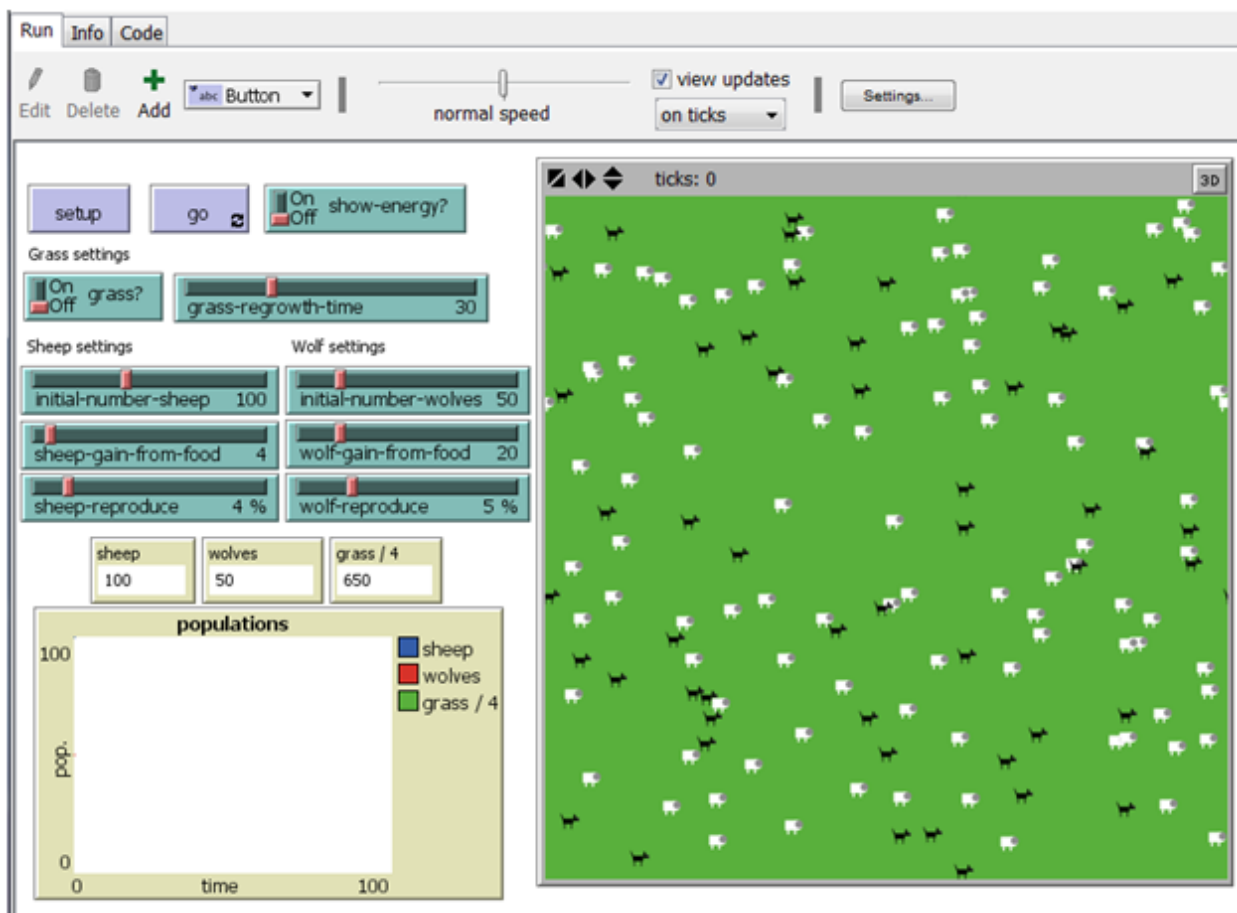 Run Info Code
Edit Delete Add abc Button normal speed view updates on ticks Settings...
ticks: 0 3D
setup go On Off show-energy?
Grass settings
On Off grass? grass-regrowth-time 30
Sheep settings Wolf settings
initial-number-sheep 100 initial-number-wolves 50
sheep-gain-from-food 4 wolf-gain-from-food 20
sheep-reproduce 4 % wolf-reproduce 5 %
sheep wolves grass / 4
100 50 650
populations
100
pop.
0
0 time 100
sheep
wolves
grass / 4